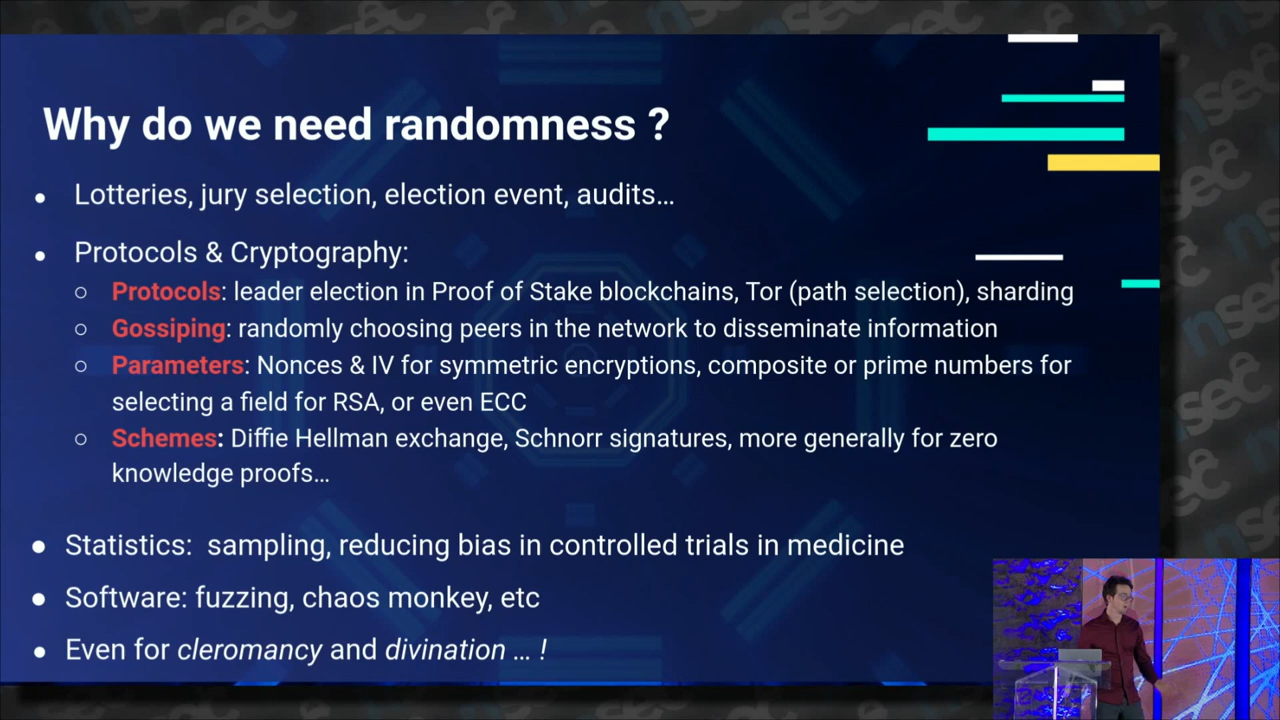 Why do we need randomness ?
● Lotteries, jury selection, election event, audits…
● Protocols & Cryptography:
○ Protocols: leader election in Proof of Stake blockchains, Tor (path selection), sharding
○ Gossiping: randomly choosing peers in the network to disseminate information
○ Parameters: Nonces & IV for symmetric encryptions, composite or prime numbers for
selecting a field for RSA, or even ECC
○ Schemes: Diffie Hellman exchange, Schnorr signatures, more generally for zero
knowledge proofs…
● Statistics: sampling, reducing bias in controlled trials in medicine
● Software: fuzzing, chaos monkey, etc
● Even for cleromancy and divination … !
nsec
nsec
nsec